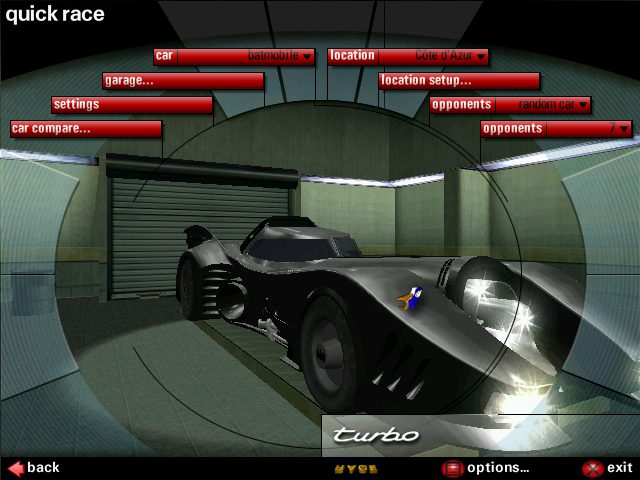 quick race
car batmobile location Côte d'Azur
garage... location setup...
settings opponents random car
car compare... opponents 7
turbo
back options... exit